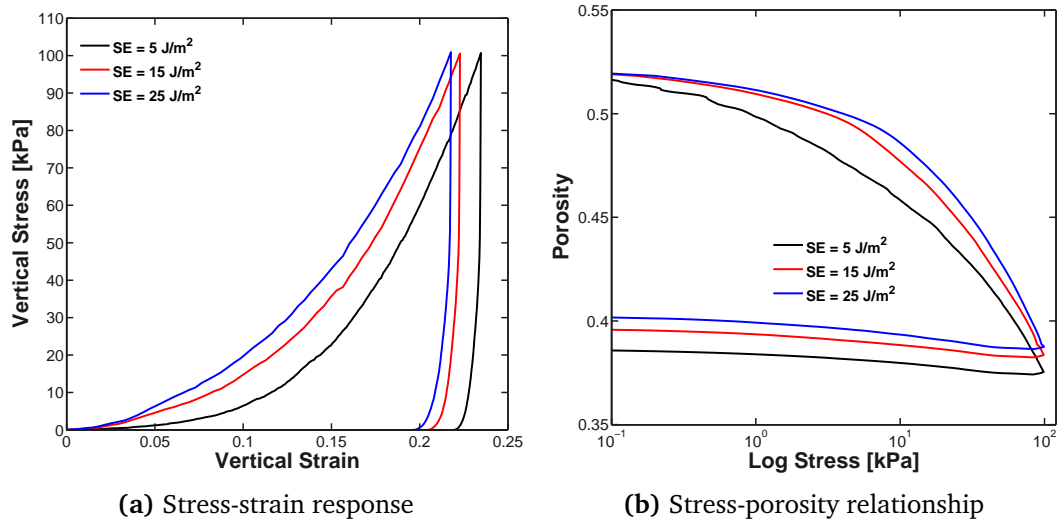 110
100
90
80
70
60
50
40
30
20
10
0
Vertical Stress [kPa]
SE = 5 J/m²
SE = 15 J/m²
SE = 25 J/m²
0
0.05
0.1
0.15
0.2
0.25
Vertical Strain
(a) Stress-strain response
0.55
0.5
0.45
0.4
0.35
Porosity
SE = 5 J/m²
SE = 15 J/m²
SE = 25 J/m²
10⁻¹
10⁰
10¹
10²
Log Stress [kPa]
(b) Stress-porosity relationship